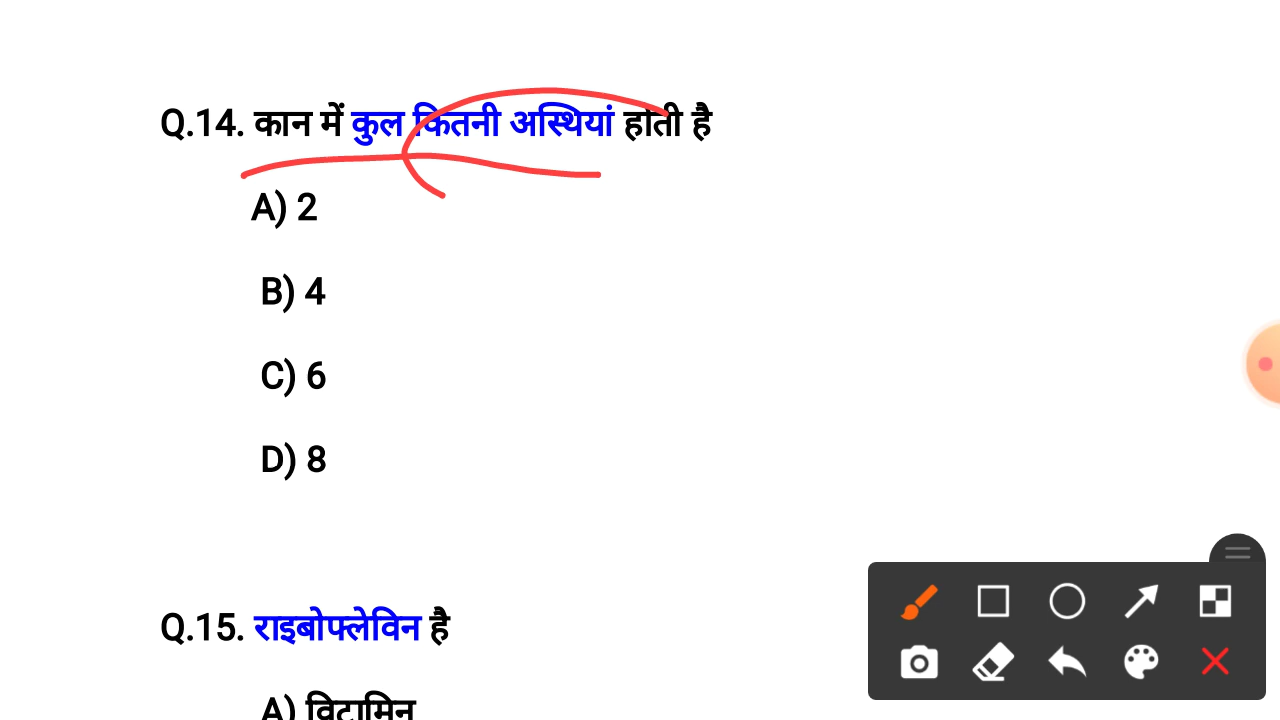 Q.14. कान में कुल कितनी अस्थियां होती है
A) 2
B) 4
C) 6
D) 8
Q.15. राइबोफ्लेविन है
A) विटामिन